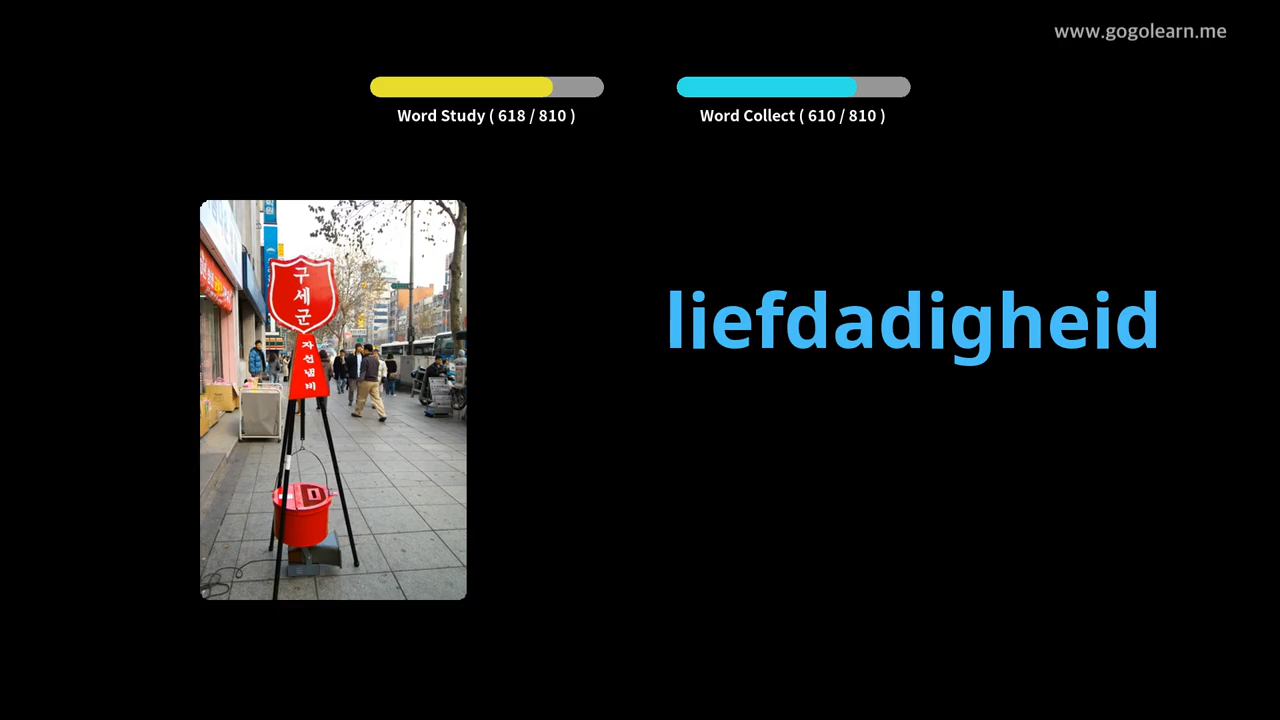 www.gogolearn.me
Word Study ( 618 / 810 )
Word Collect ( 610 / 810 )
구
세
군
자
선
냄
비
liefdadigheid